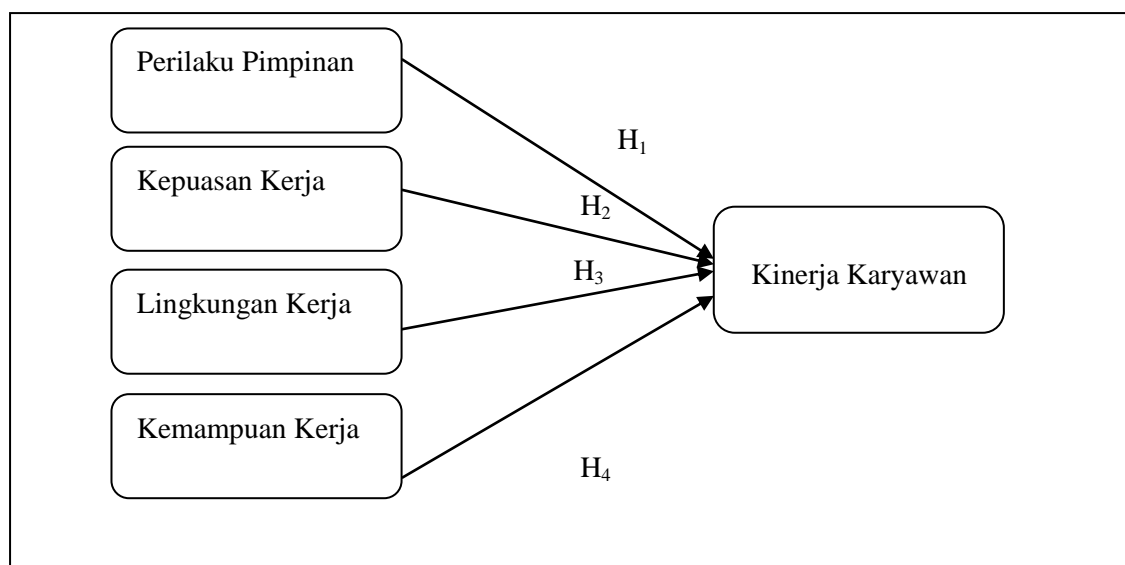 Perilaku Pimpinan
H₁
Kepuasan Kerja
H₂
Lingkungan Kerja
H₃
Kinerja Karyawan
Kemampuan Kerja
H₄